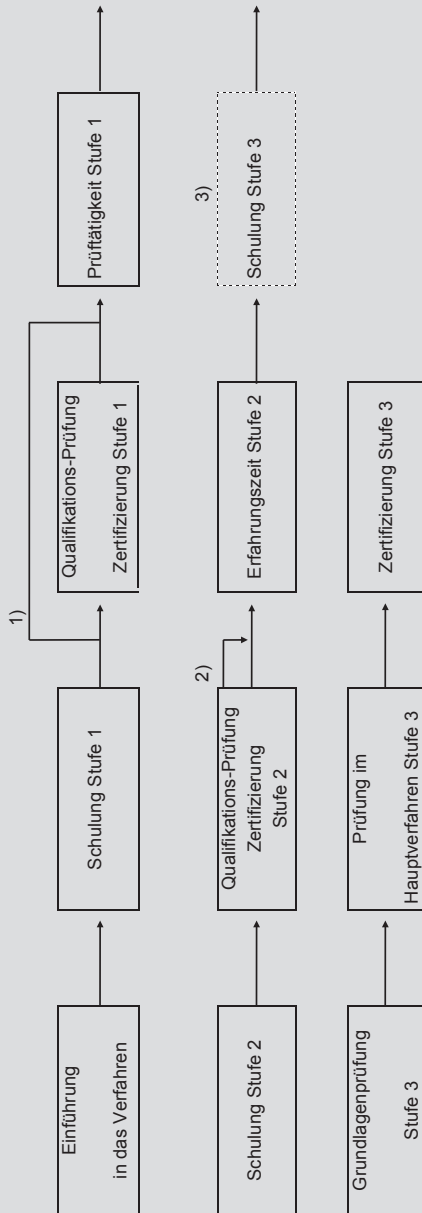 Einführung
in das Verfahren
Schulung Stufe 1
1)
Qualifikations-Prüfung
Zertifizierung Stufe 1
Prüftätigkeit Stufe 1
Schulung Stufe 2
Qualifikations-Prüfung
Zertifizierung
Stufe 2
2)
Erfahrungszeit Stufe 2
3)
Schulung Stufe 3
Grundlagenprüfung
Stufe 3
Prüfung im
Hauptverfahren Stufe 3
Zertifizierung Stufe 3